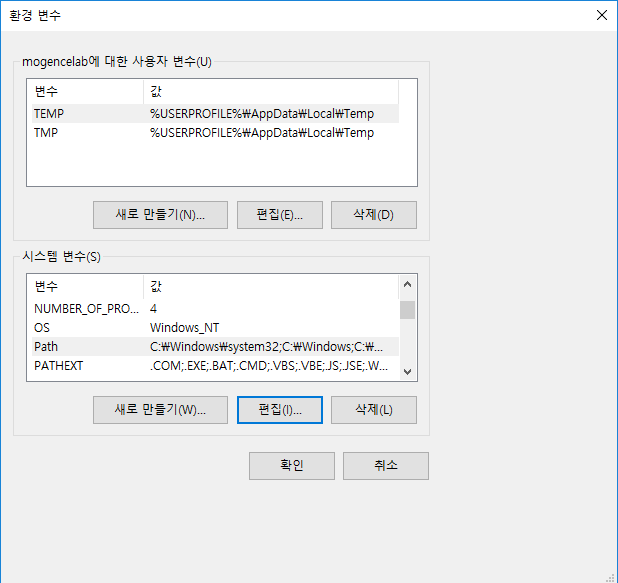 환경 변수
mogencelab에 대한 사용자 변수(U)
변수 값
TEMP %USERPROFILE%₩AppData₩Local₩Temp
TMP %USERPROFILE%₩AppData₩Local₩Temp
새로 만들기(N)... 편집(E)... 삭제(D)
시스템 변수(S)
변수 값
NUMBER_OF_PRO... 4
OS Windows_NT
Path C:₩Windows₩system32;C:₩Windows;C:₩...
PATHEXT .COM;.EXE;.BAT;.CMD;.VBS;.VBE;.JS;.JSE;.W...
새로 만들기(W)... 편집(I)... 삭제(L)
확인 취소